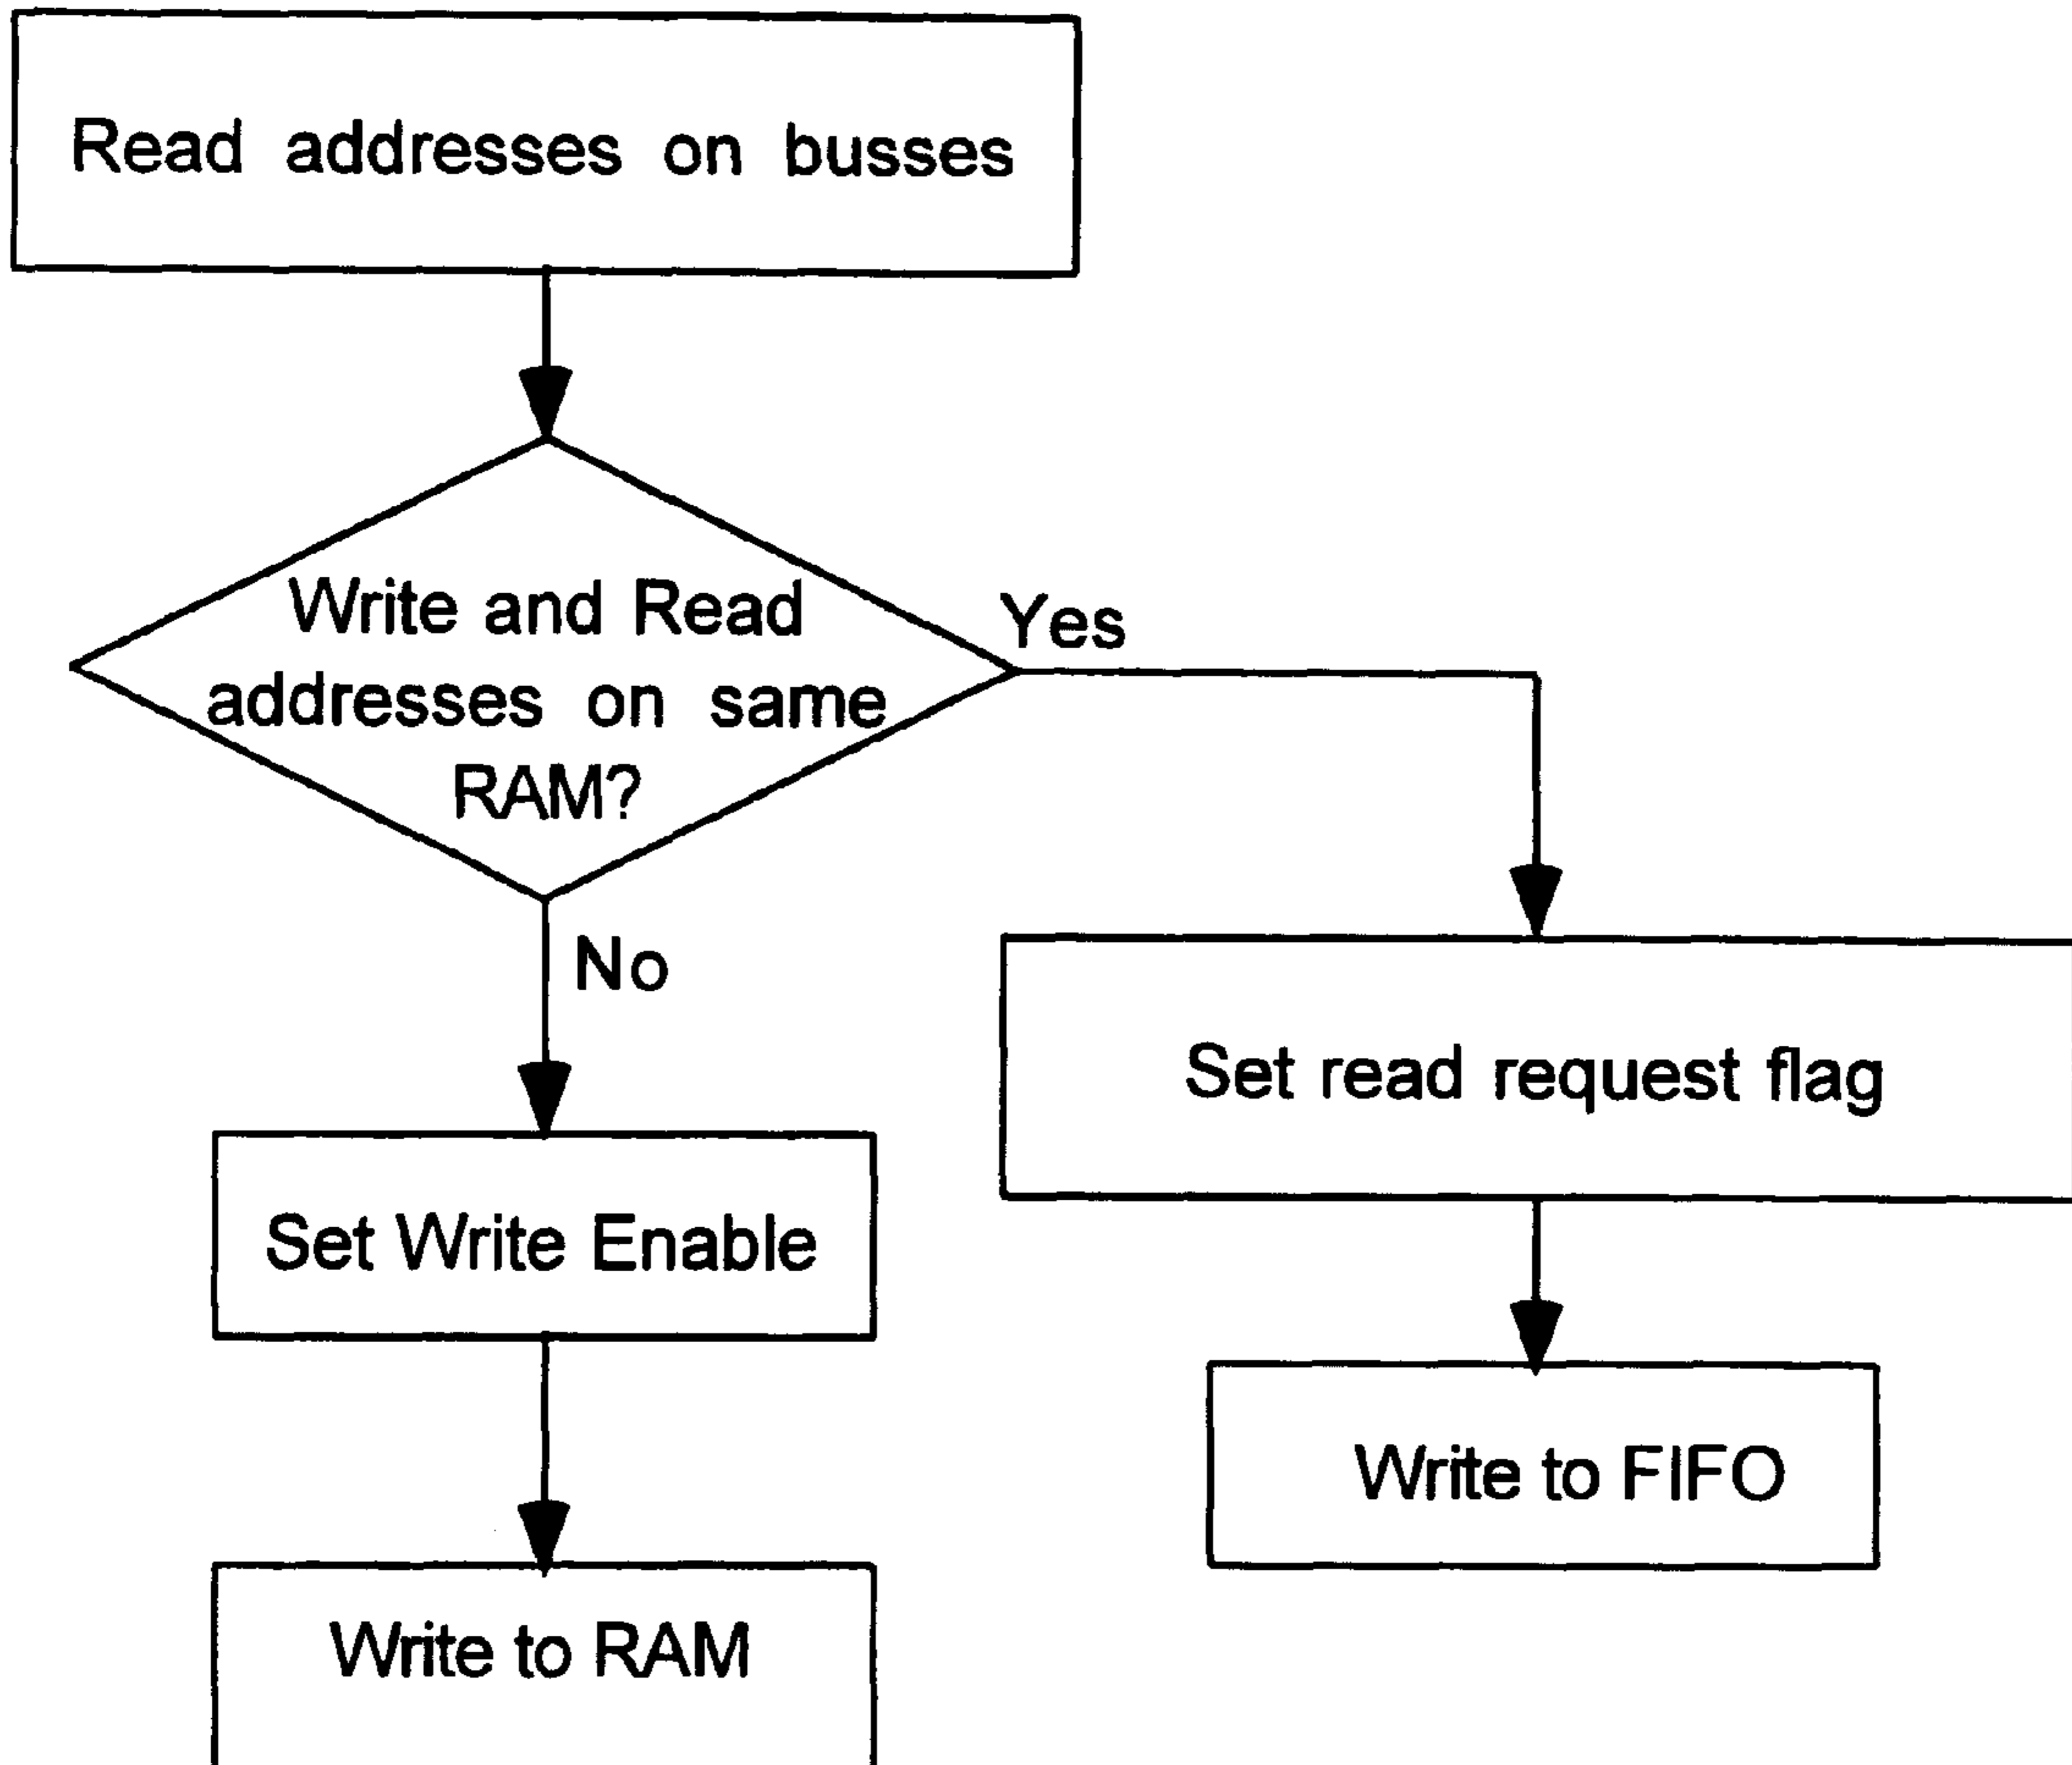 Read addresses on busses
Write and Read
addresses on same
RAM?
Yes
No
Set read request flag
Set Write Enable
Write to FIFO
Write to RAM